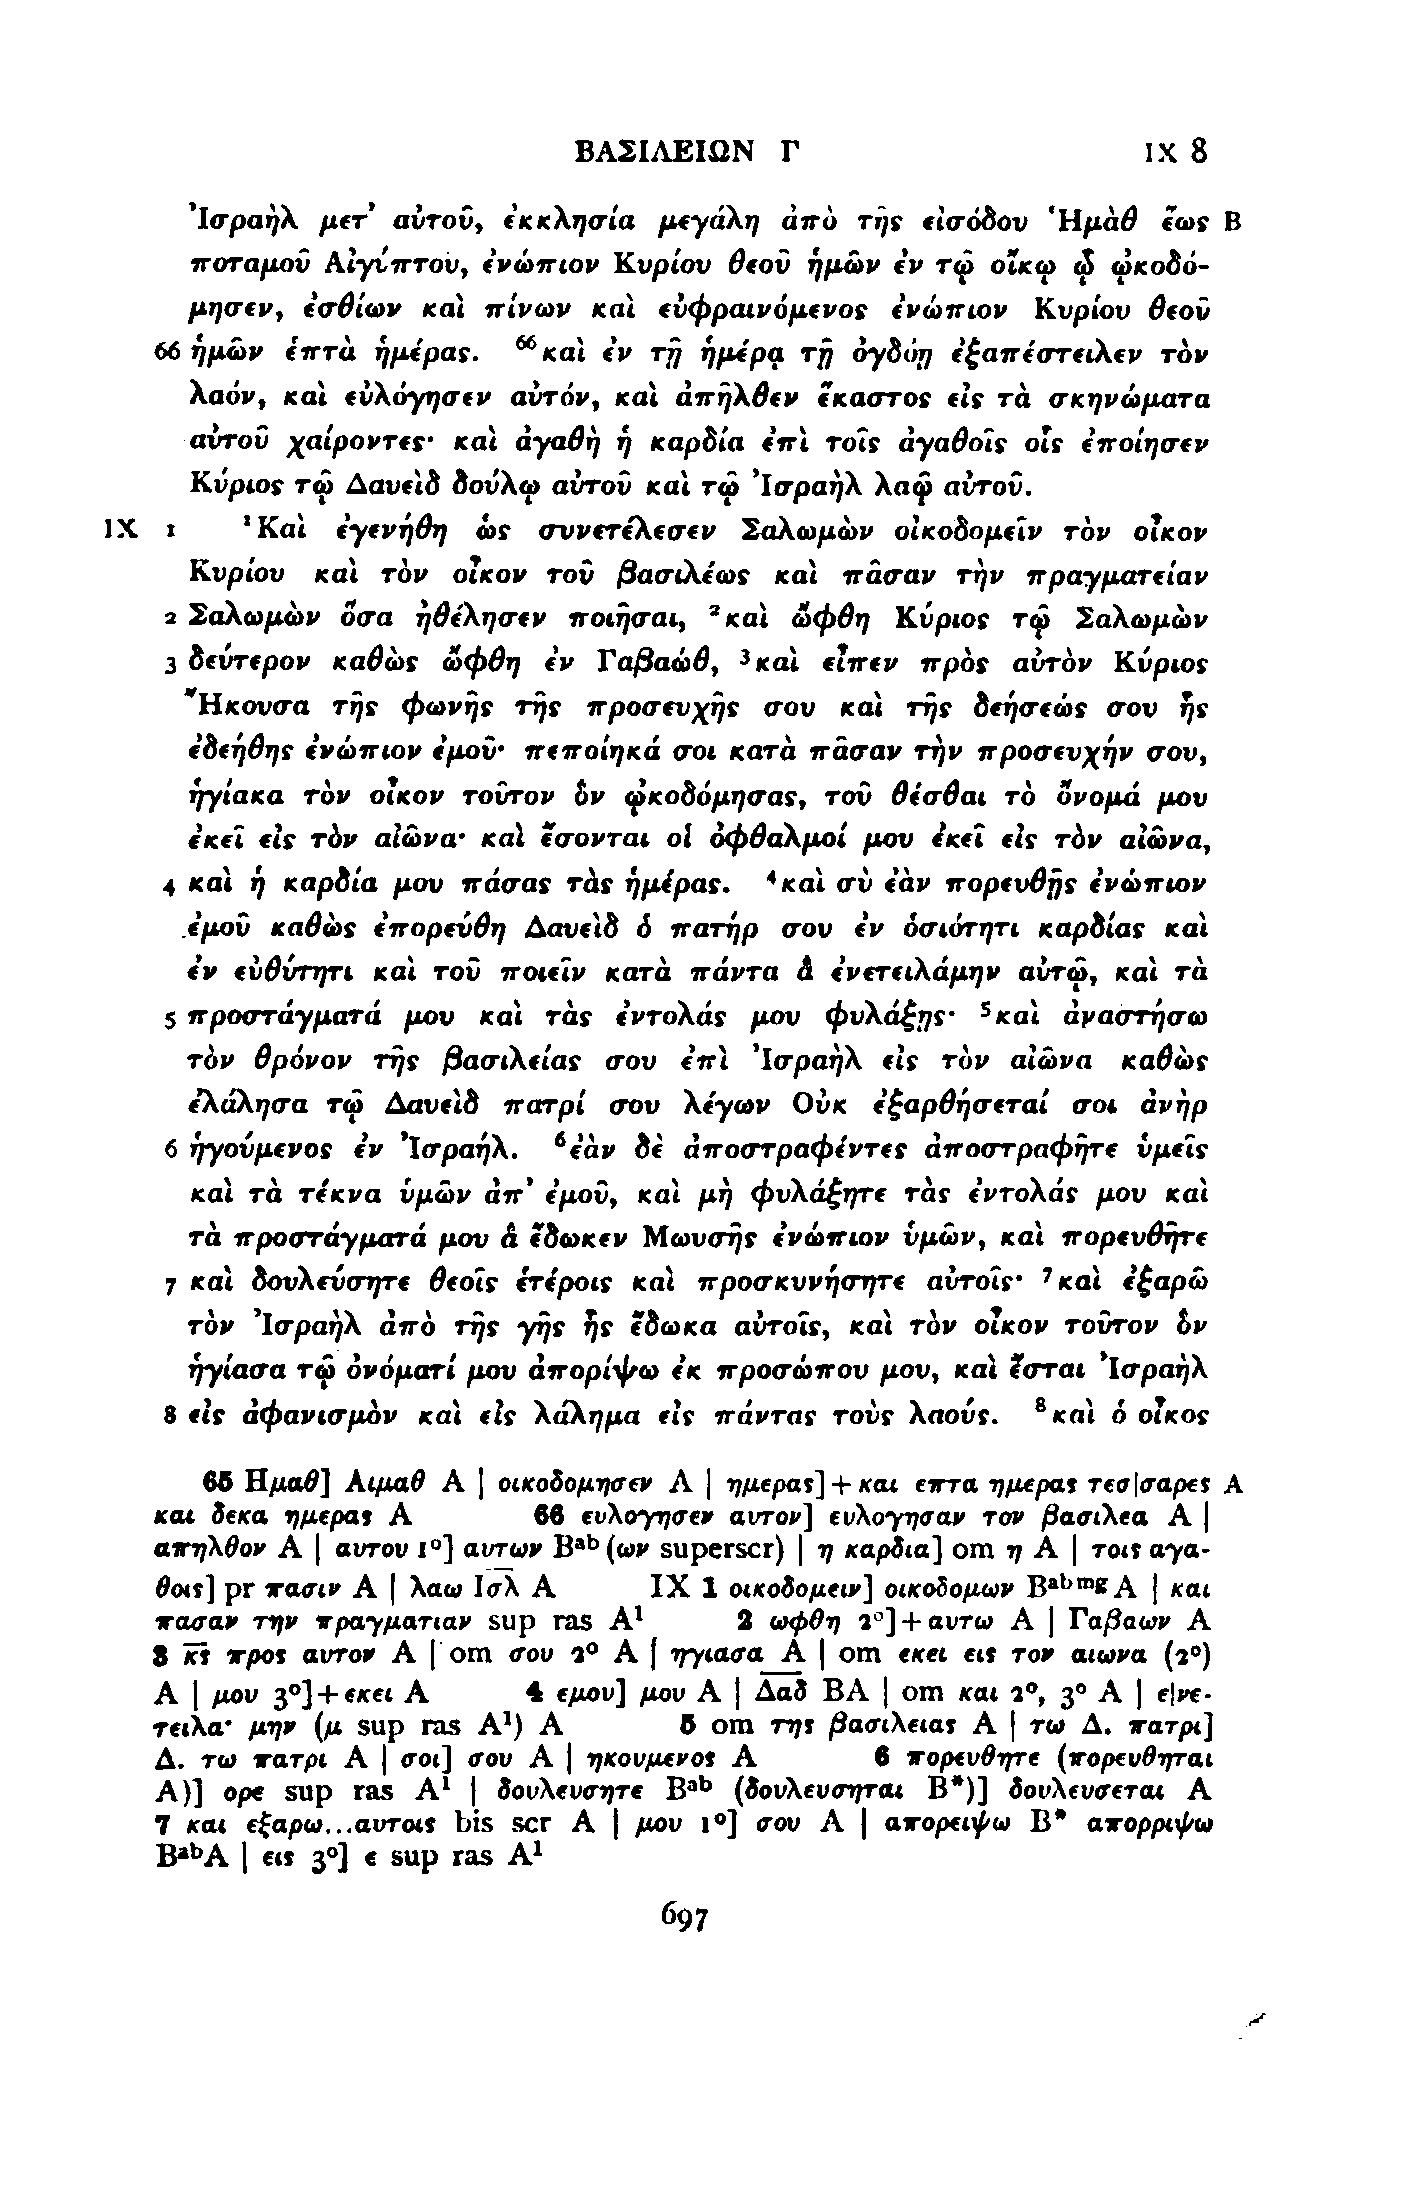 ΒΑΣΙΛΕΙΩΝ Γ IX 8
Ἰσραὴλ μετ’ αὐτοῦ, ἐκκλησία μεγάλη ἀπὸ τῆς εἰσόδου Ἡμὰθ ἕως B
ποταμοῦ Αἰγύπτου, ἐνώπιον Κυρίου θεοῦ ἡμῶν ἐν τῷ οἴκῳ ᾧ ᾠκοδό-
μησεν, ἐσθίων καὶ πίνων καὶ εὐφραινόμενος ἐνώπιον Κυρίου θεοῦ
66 ἡμῶν ἑπτὰ ἡμέρας. ⁶⁶καὶ ἐν τῇ ἡμέρᾳ τῇ ὀγδόῃ ἐξαπέστειλεν τὸν
λαόν, καὶ εὐλόγησεν αὐτόν, καὶ ἀπῆλθεν ἕκαστος εἰς τὰ σκηνώματα
αὐτοῦ χαίροντες· καὶ ἀγαθὴ ἡ καρδία ἐπὶ τοῖς ἀγαθοῖς οἷς ἐποίησεν
Κύριος τῷ Δαυεὶδ δούλῳ αὐτοῦ καὶ τῷ Ἰσραὴλ λαῷ αὐτοῦ.
IX 1 ¹Καὶ ἐγενήθη ὡς συνετέλεσεν Σαλωμὼν οἰκοδομεῖν τὸν οἶκον
Κυρίου καὶ τὸν οἶκον τοῦ βασιλέως καὶ πᾶσαν τὴν πραγματείαν
2 Σαλωμὼν ὅσα ἠθέλησεν ποιῆσαι, ²καὶ ὤφθη Κύριος τῷ Σαλωμὼν
3 δεύτερον καθὼς ὤφθη ἐν Γαβαώθ, ³καὶ εἶπεν πρὸς αὐτὸν Κύριος
Ἤκουσα τῆς φωνῆς τῆς προσευχῆς σου καὶ τῆς δεήσεώς σου ἧς
ἐδεήθης ἐνώπιον ἐμοῦ· πεποίηκά σοι κατὰ πᾶσαν τὴν προσευχήν σου,
ἡγίακα τὸν οἶκον τοῦτον ὃν ᾠκοδόμησας, τοῦ θέσθαι τὸ ὄνομά μου
ἐκεῖ εἰς τὸν αἰῶνα· καὶ ἔσονται οἱ ὀφθαλμοί μου ἐκεῖ εἰς τὸν αἰῶνα,
4 καὶ ἡ καρδία μου πάσας τὰς ἡμέρας. ⁴καὶ σὺ ἐὰν πορευθῇς ἐνώπιον
ἐμοῦ καθὼς ἐπορεύθη Δαυεὶδ ὁ πατήρ σου ἐν ὁσιότητι καρδίας καὶ
ἐν εὐθύτητι καὶ τοῦ ποιεῖν κατὰ πάντα ἃ ἐνετειλάμην αὐτῷ, καὶ τὰ
5 προστάγματά μου καὶ τὰς ἐντολάς μου φυλάξῃς· ⁵καὶ ἀναστήσω
τὸν θρόνον τῆς βασιλείας σου ἐπὶ Ἰσραὴλ εἰς τὸν αἰῶνα καθὼς
ἐλάλησα τῷ Δαυεὶδ πατρί σου λέγων Οὐκ ἐξαρθήσεταί σοι ἀνὴρ
6 ἡγούμενος ἐν Ἰσραήλ. ⁶ἐὰν δὲ ἀποστραφέντες ἀποστραφῆτε ὑμεῖς
καὶ τὰ τέκνα ὑμῶν ἀπ’ ἐμοῦ, καὶ μὴ φυλάξητε τὰς ἐντολάς μου καὶ
τὰ προστάγματά μου ἃ ἔδωκεν Μωυσῆς ἐνώπιον ὑμῶν, καὶ πορευθῆτε
7 καὶ δουλεύσητε θεοῖς ἑτέροις καὶ προσκυνήσητε αὐτοῖς· ⁷καὶ ἐξαρῶ
τὸν Ἰσραὴλ ἀπὸ τῆς γῆς ἧς ἔδωκα αὐτοῖς, καὶ τὸν οἶκον τοῦτον ὃν
ἡγίασα τῷ ὀνόματί μου ἀπορίψω ἐκ προσώπου μου, καὶ ἔσται Ἰσραὴλ
8 εἰς ἀφανισμὸν καὶ εἰς λάλημα εἰς πάντας τοὺς λαούς. ⁸καὶ ὁ οἶκος
65 Ημαθ] Αιμαθ A | οικοδομησεν A | ημερας]+και επτα ημερας τεσ|σαρες A
και δεκα ημερας A 66 ευλογησεν αυτον] ευλογησαν τον βασιλεα A |
απηλθον A | αυτου 1°] αυτων Bᵃᵇ (ων superscr) | η καρδια] om η A | τοις αγα-
θοις] pr πασιν A | λαω Ισ̅λ̅ A IX 1 οικοδομειν] οικοδομων Bᵃᵇᵐᵍ A | και
πασαν την πραγματιαν sup ras A¹ 2 ωφθη 2°]+αυτω A | Γαβαων A
3 κ̅ς̅ προς αυτον A | om σου 2° A | ηγιασα A | om εκει εις τον αιωνα (2°)
A | μου 3°]+εκει A 4 εμου] μου A | Δ̅α̅δ̅ BA | om και 2°, 3° A | ε|νε-
τειλα· μην (μ sup ras A¹) A 5 om της βασιλειας A | τω Δ. πατρι]
Δ. τω πατρι A | σοι] σου A | ηκουμενος A 6 πορευθητε (πορευθηται
A)] ορε sup ras A¹ | δουλευσητε Bᵃᵇ (δουλευσηται B*)] δουλευσεται A
7 και εξαρω...αυτοις bis scr A | μου 1°] σου A | απορειψω B* απορριψω
BᵃᵇA | εις 3°] ε sup ras A¹
697